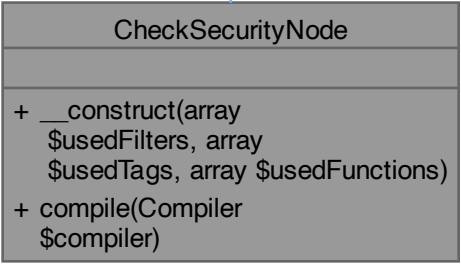 CheckSecurityNode
+ __construct(array
$usedFilters, array
$usedTags, array $usedFunctions)
+ compile(Compiler
$compiler)